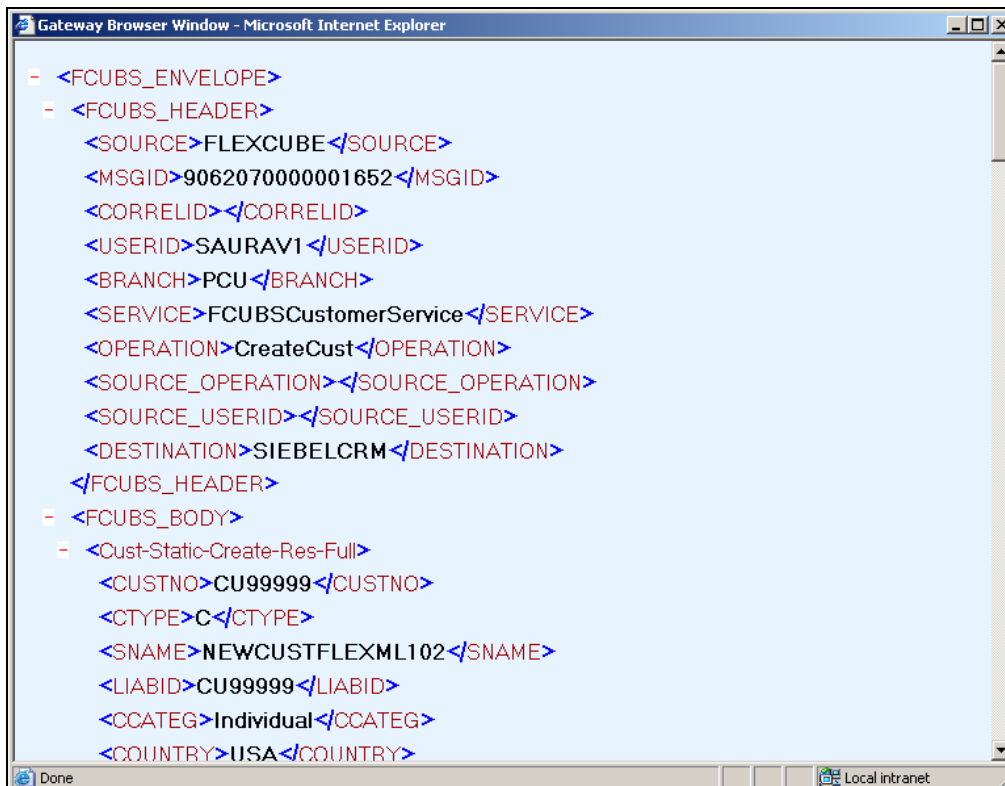 Gateway Browser Window - Microsoft Internet Explorer
- <FCUBS_ENVELOPE>
- <FCUBS_HEADER>
<SOURCE>FLEXCUBE</SOURCE>
<MSGID>9062070000001652</MSGID>
<CORRELID></CORRELID>
<USERID>SAURAV1</USERID>
<BRANCH>PCU</BRANCH>
<SERVICE>FCUBSCustomerService</SERVICE>
<OPERATION>CreateCust</OPERATION>
<SOURCE_OPERATION></SOURCE_OPERATION>
<SOURCE_USERID></SOURCE_USERID>
<DESTINATION>SIEBELCRM</DESTINATION>
</FCUBS_HEADER>
- <FCUBS_BODY>
- <Cust-Static-Create-Res-Full>
<CUSTNO>CU99999</CUSTNO>
<CTYPE>C</CTYPE>
<SNAME>NEWCUSTFLEXML102</SNAME>
<LIABID>CU99999</LIABID>
<CCATEG>Individual</CCATEG>
<COUNTRY>USA</COUNTRY>
Done Local intranet